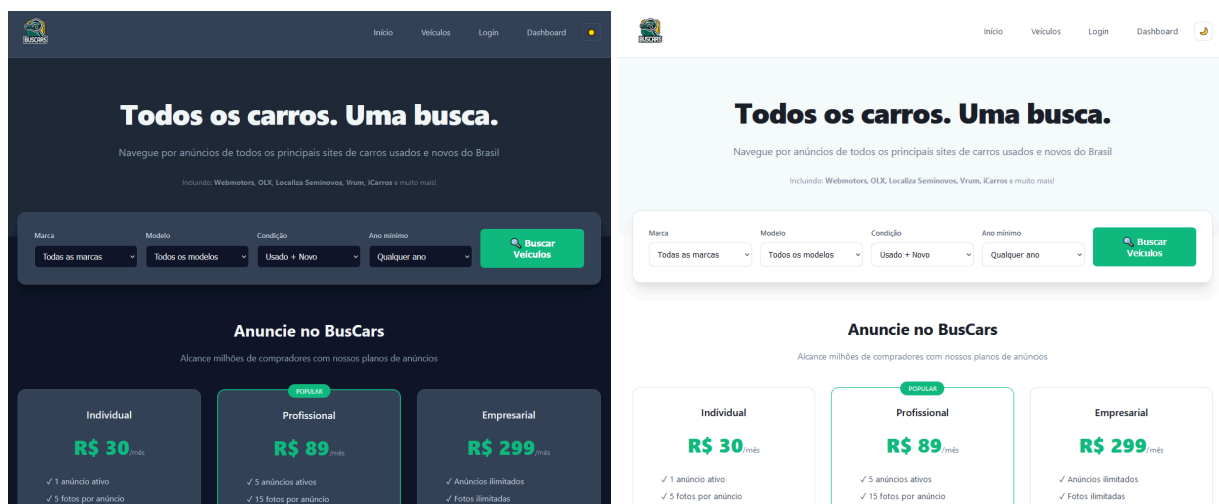 BUSCARS
Início Veículos Login Dashboard
Todos os carros. Uma busca.
Navegue por anúncios de todos os principais sites de carros usados e novos do Brasil
Incluindo: Webmotors, OLX, Localiza Seminovos, Vrum, iCarros e muito mais!
Marca Modelo Condição Ano mínimo
Todas as marcas Todos os modelos Usado + Novo Qualquer ano
Buscar
Veículos
Anuncie no BusCars
Alcance milhões de compradores com nossos planos de anúncios
POPULAR
Individual Profissional Empresarial
R$ 30/mês R$ 89/mês R$ 299/mês
✓ 1 anúncio ativo ✓ 5 anúncios ativos ✓ Anúncios ilimitados
✓ 5 fotos por anúncio ✓ 15 fotos por anúncio ✓ Fotos ilimitadas
BUSCARS
Início Veículos Login Dashboard
Todos os carros. Uma busca.
Navegue por anúncios de todos os principais sites de carros usados e novos do Brasil
Incluindo: Webmotors, OLX, Localiza Seminovos, Vrum, iCarros e muito mais!
Marca Modelo Condição Ano mínimo
Todas as marcas Todos os modelos Usado + Novo Qualquer ano
Buscar
Veículos
Anuncie no BusCars
Alcance milhões de compradores com nossos planos de anúncios
POPULAR
Individual Profissional Empresarial
R$ 30/mês R$ 89/mês R$ 299/mês
✓ 1 anúncio ativo ✓ 5 anúncios ativos ✓ Anúncios ilimitados
✓ 5 fotos por anúncio ✓ 15 fotos por anúncio ✓ Fotos ilimitadas